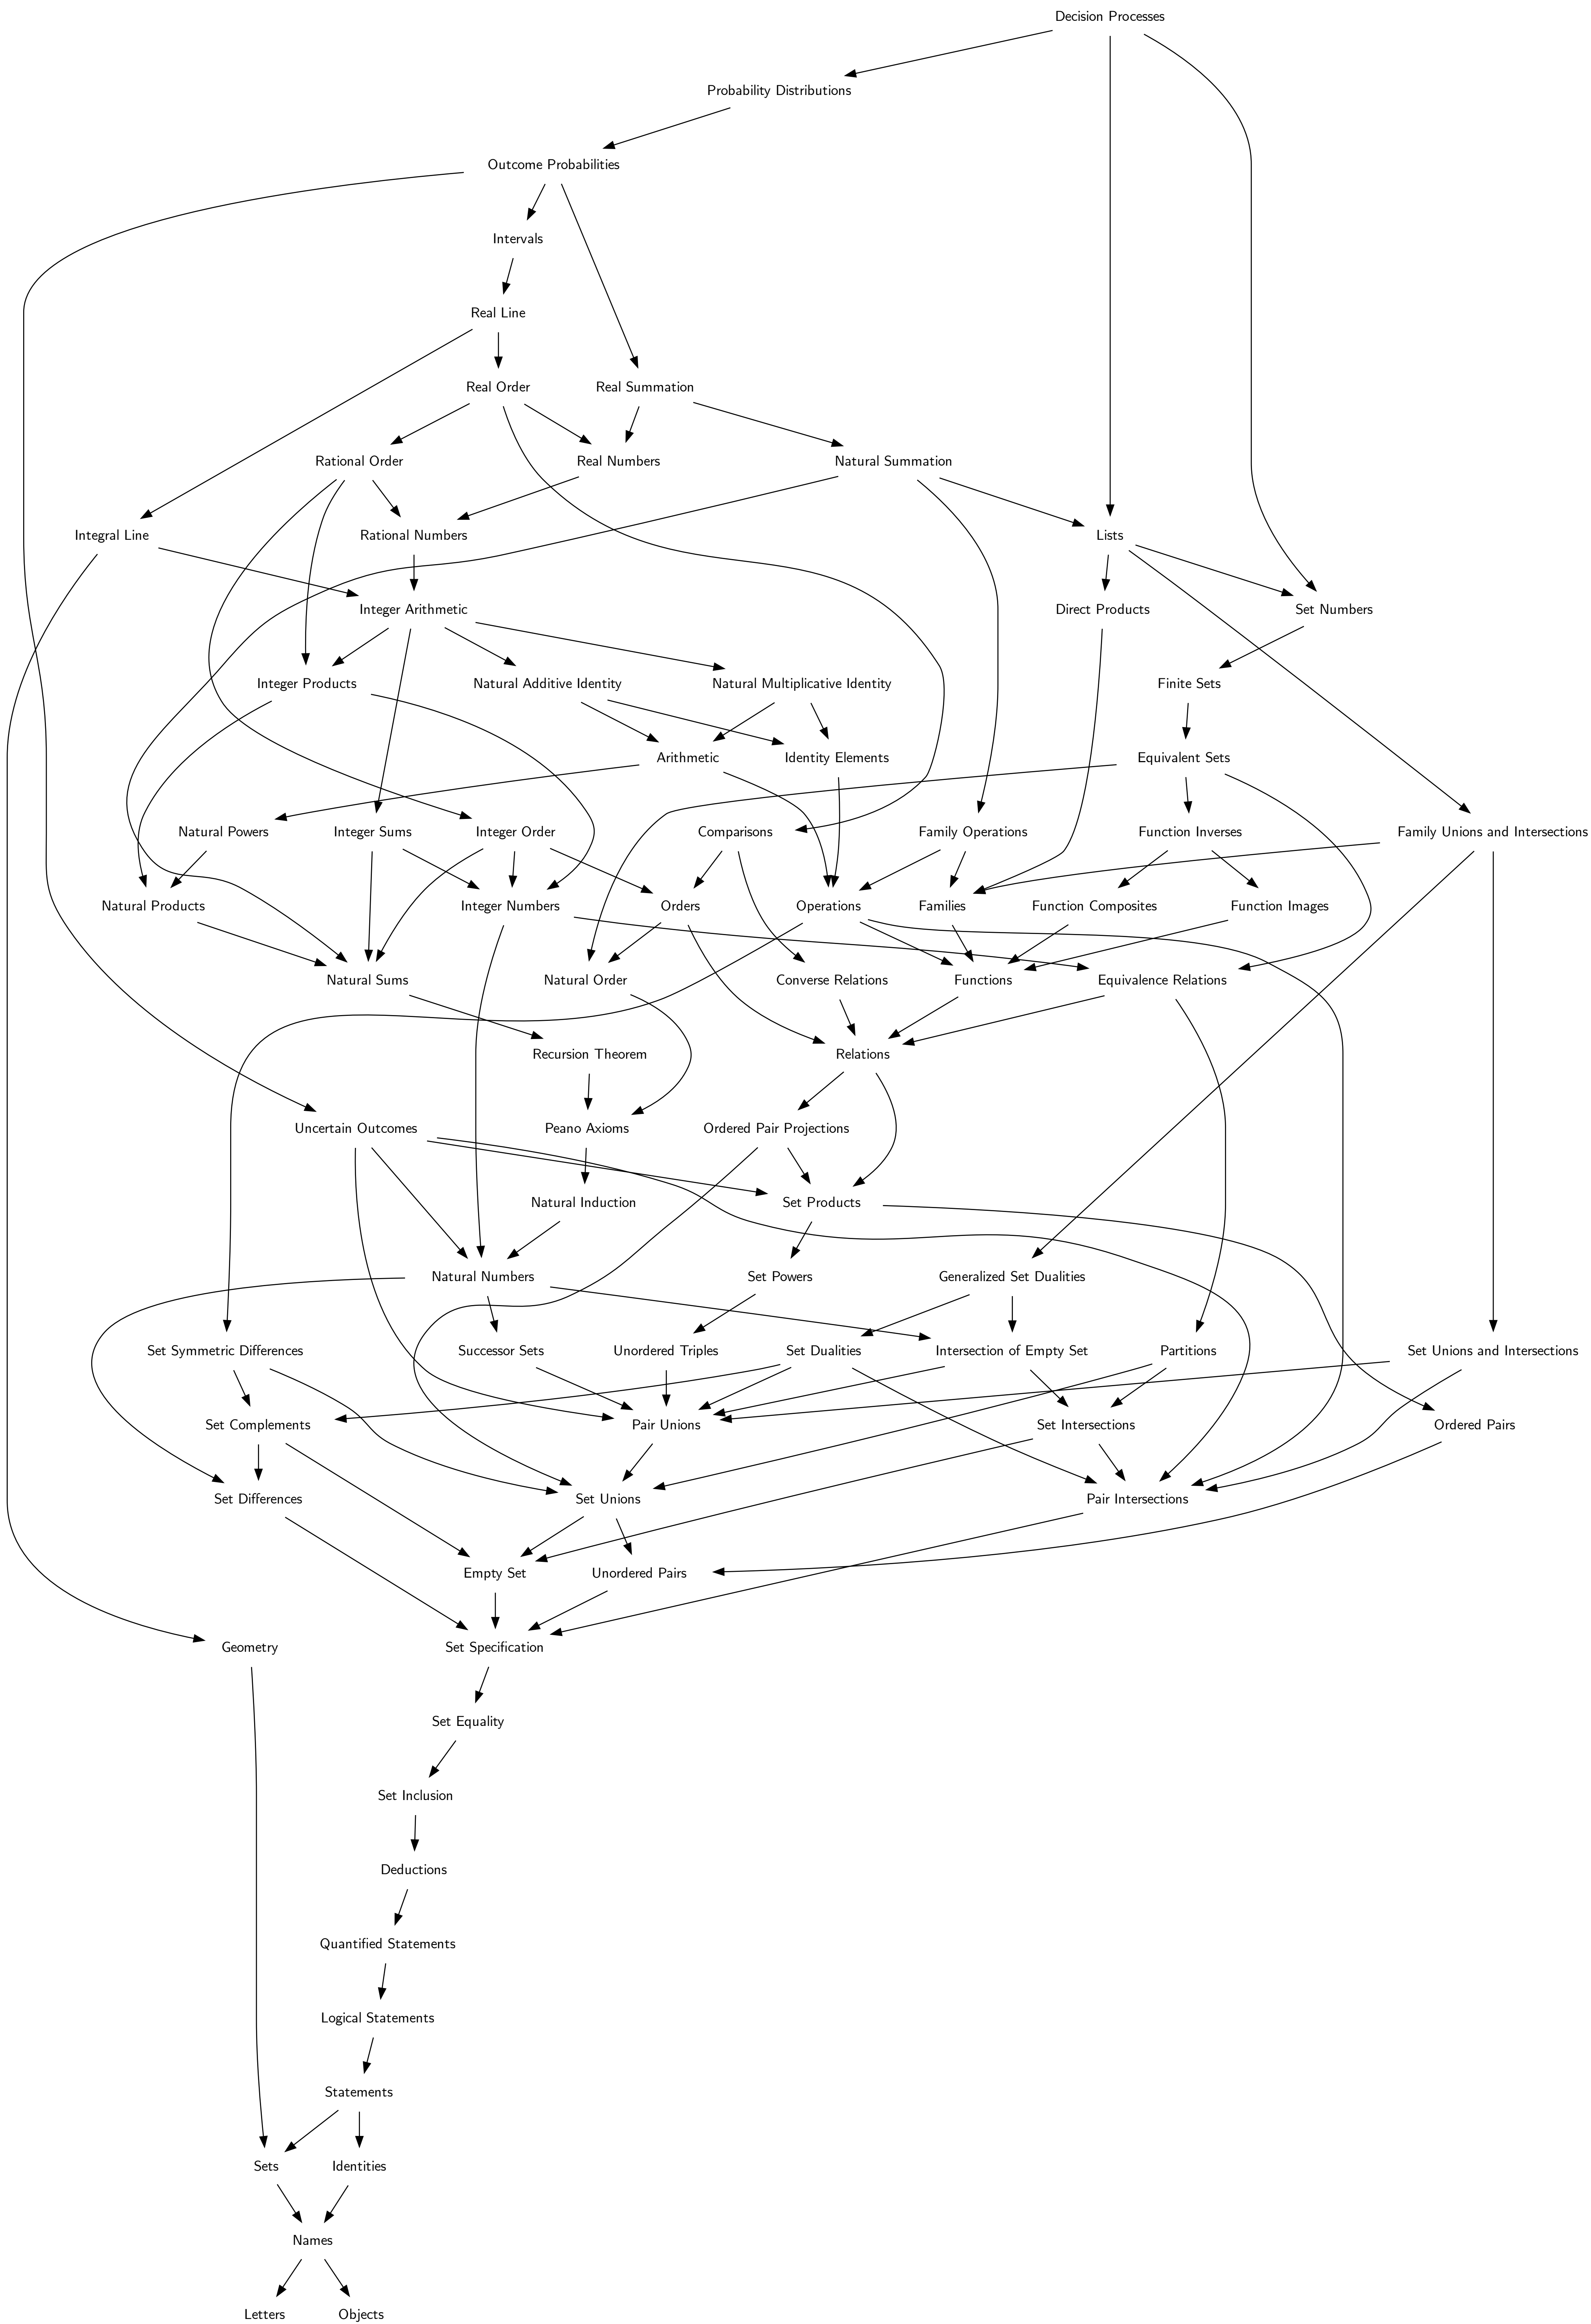 Decision Processes
Probability Distributions
Outcome Probabilities
Intervals
Real Line
Real Order
Real Summation
Rational Order
Real Numbers
Natural Summation
Integral Line
Rational Numbers
Lists
Integer Arithmetic
Direct Products
Set Numbers
Integer Products
Natural Additive Identity
Natural Multiplicative Identity
Finite Sets
Arithmetic
Identity Elements
Equivalent Sets
Natural Powers
Integer Sums
Integer Order
Comparisons
Family Operations
Function Inverses
Family Unions and Intersections
Natural Products
Integer Numbers
Orders
Operations
Families
Function Composites
Function Images
Natural Sums
Natural Order
Converse Relations
Functions
Equivalence Relations
Recursion Theorem
Relations
Uncertain Outcomes
Peano Axioms
Ordered Pair Projections
Natural Induction
Set Products
Natural Numbers
Set Powers
Generalized Set Dualities
Set Symmetric Differences
Successor Sets
Unordered Triples
Set Dualities
Intersection of Empty Set
Partitions
Set Unions and Intersections
Set Complements
Pair Unions
Set Intersections
Ordered Pairs
Set Differences
Set Unions
Pair Intersections
Empty Set
Unordered Pairs
Geometry
Set Specification
Set Equality
Set Inclusion
Deductions
Quantified Statements
Logical Statements
Statements
Sets
Identities
Names
Letters
Objects